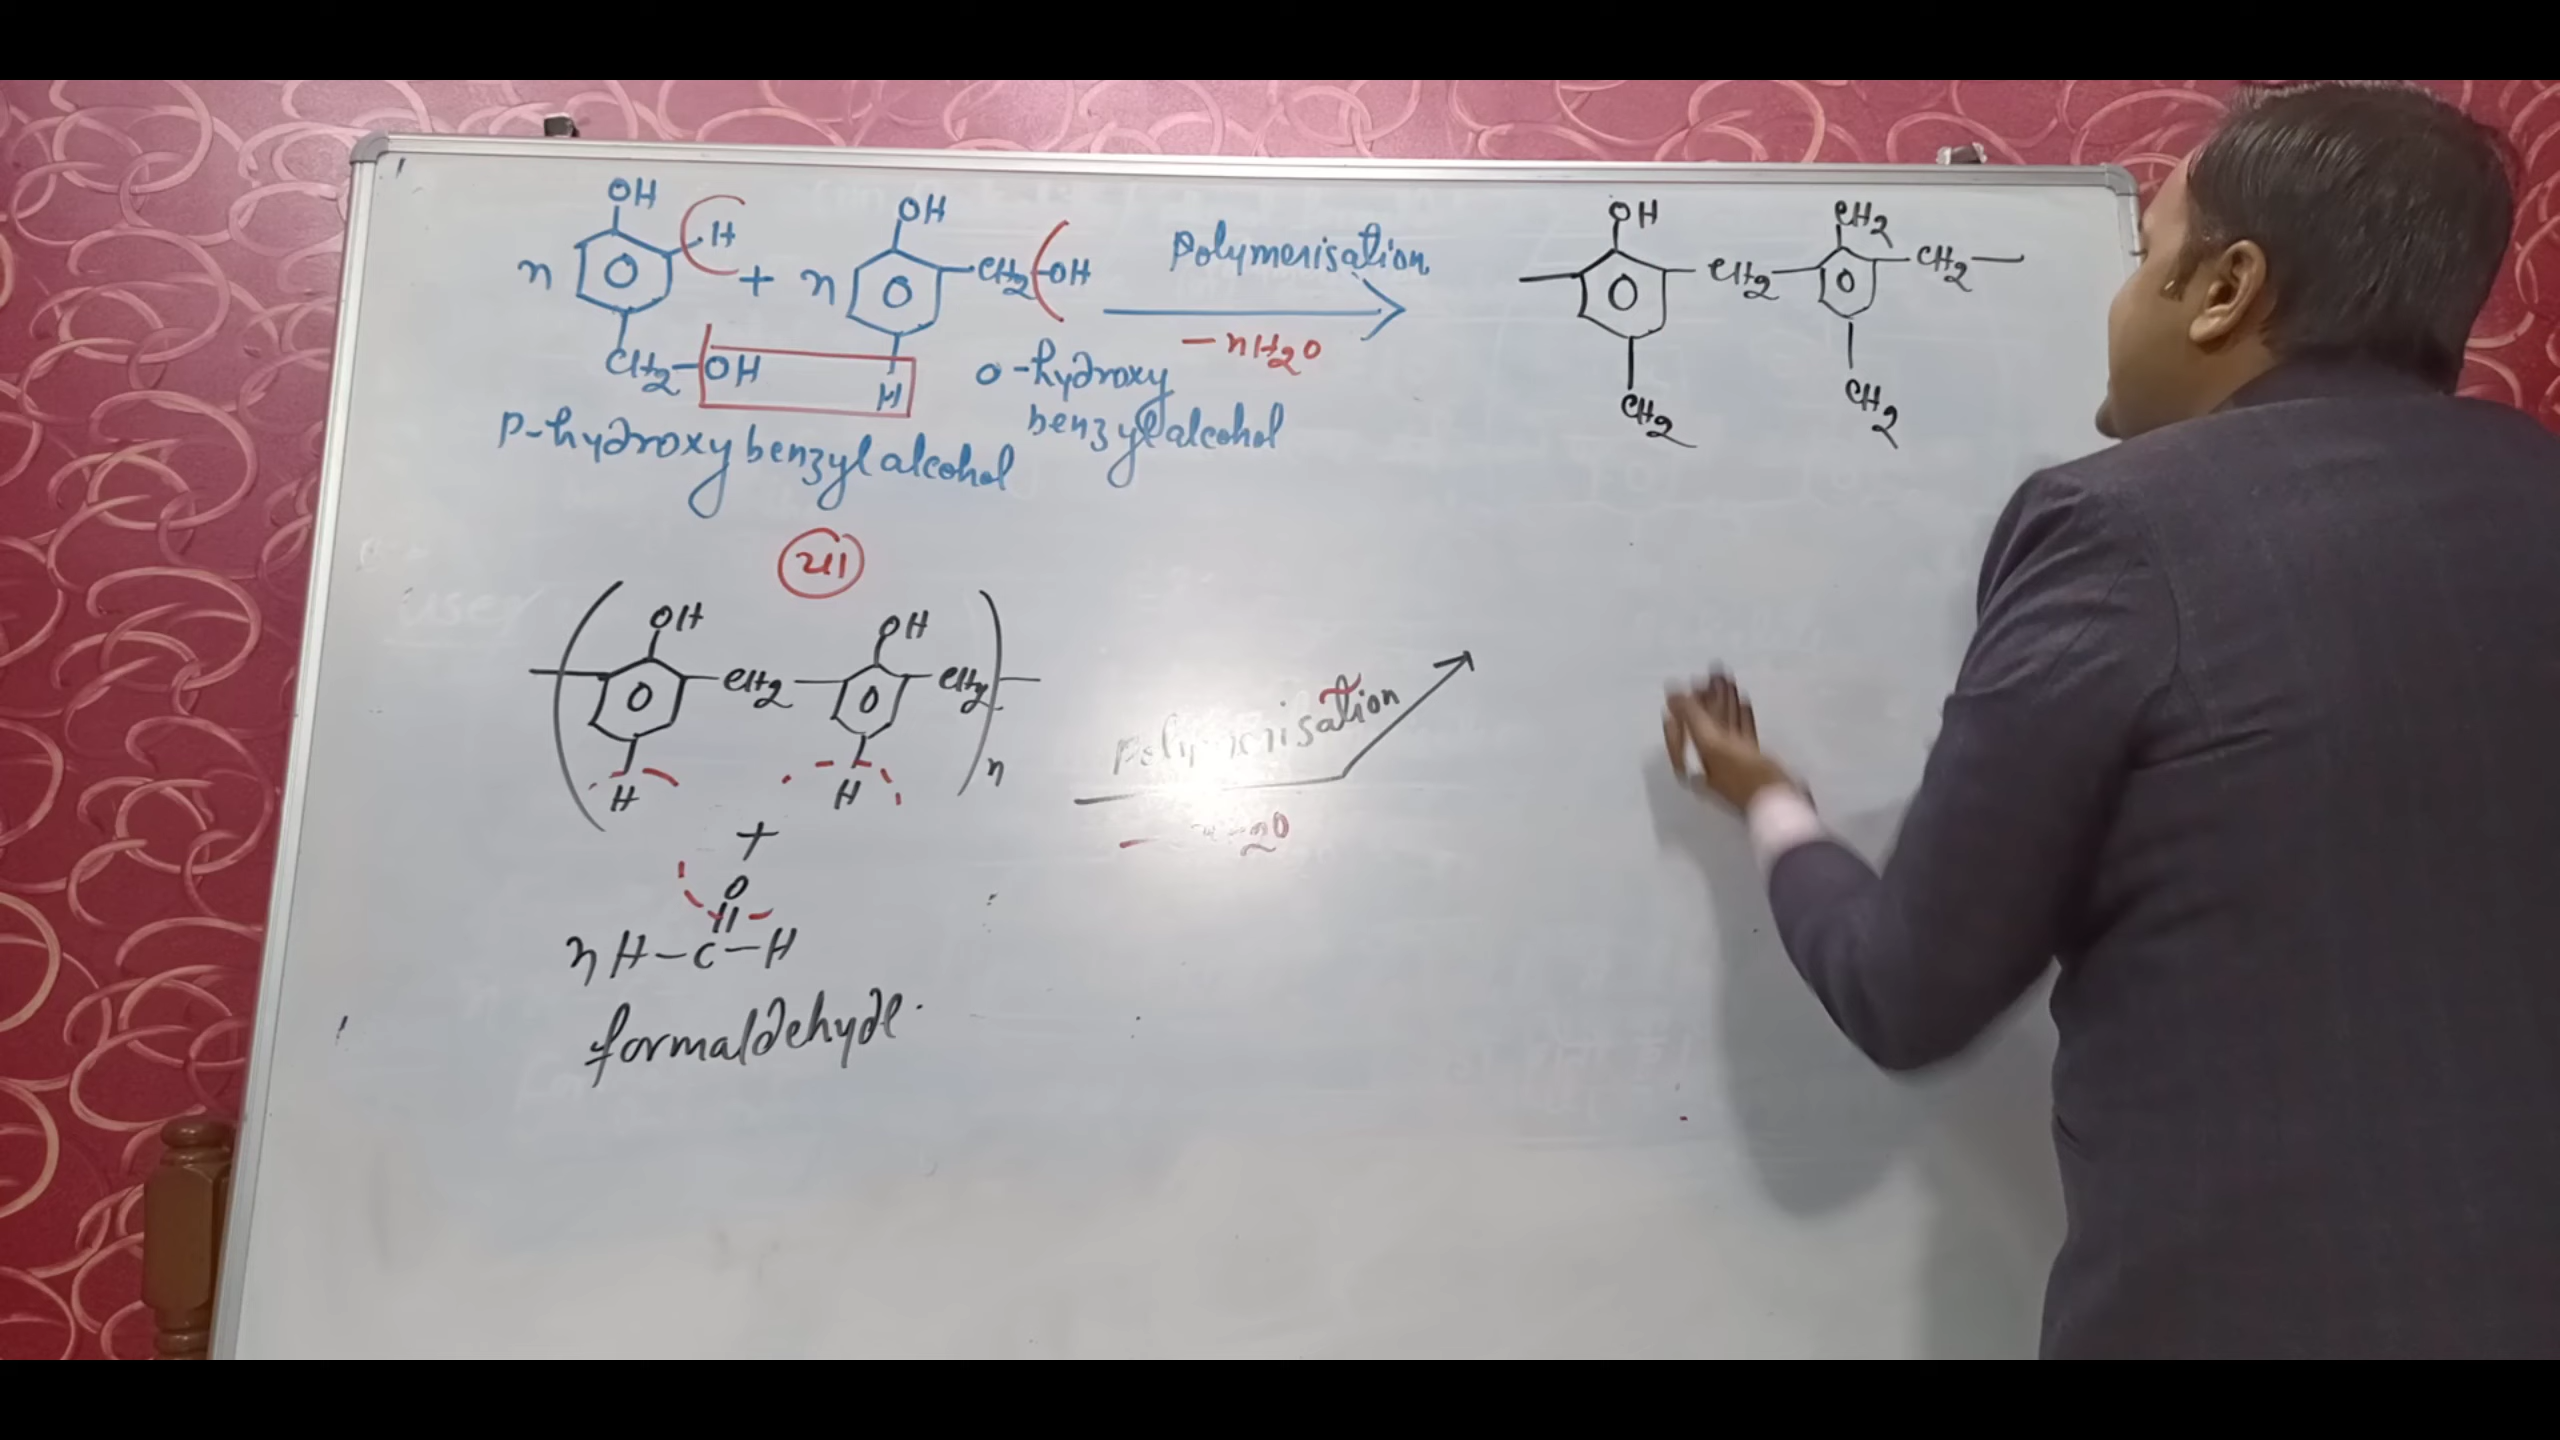 OH
n H + n OH CH2-OH
CH2-OH H
p-hydroxy benzyl alcohol
o-hydroxy
benzyl alcohol
Polymerisation
- nH2O
OH CH2 CH2 CH2
CH2 CH2
या
OH CH2 OH CH2
H H n
+
O
n H-C-H
formaldehyde.
Polymerisation